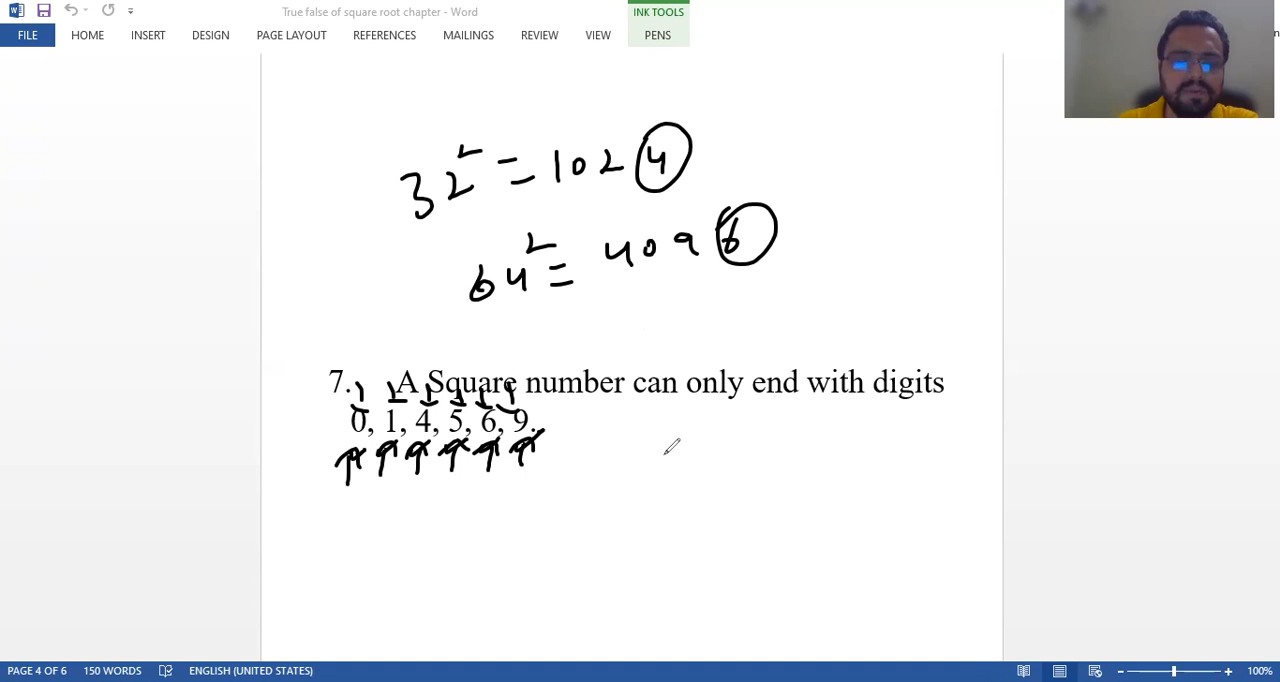 True false of square root chapter - Word
INK TOOLS
FILE HOME INSERT DESIGN PAGE LAYOUT REFERENCES MAILINGS REVIEW VIEW PENS
32² = 1024
64² = 4096
7. A Square number can only end with digits
0, 1, 4, 5, 6, 9.
PAGE 4 OF 6 150 WORDS ENGLISH (UNITED STATES) 100%